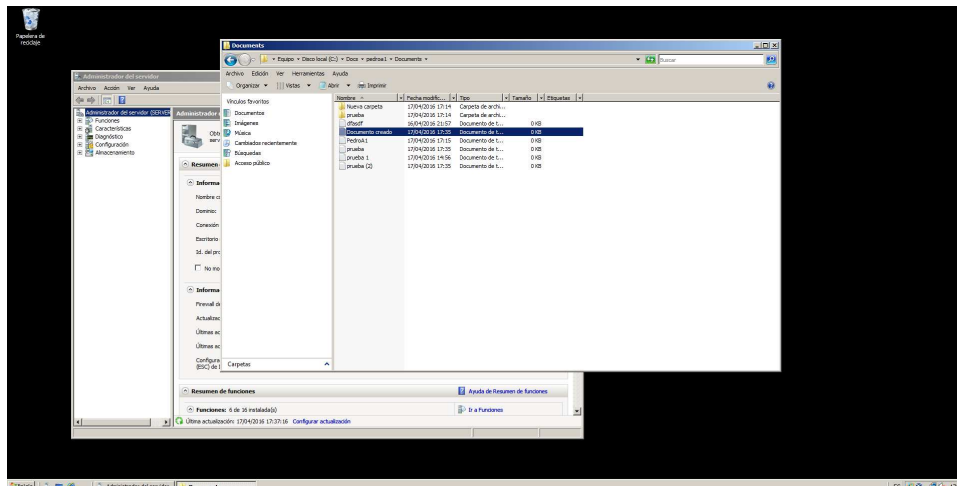 Papelera de
reciclaje
Documents
Equipo Disco local (C:) Docs pedroa1 Documents
Buscar
Archivo Edición Ver Herramientas Ayuda
Organizar Vistas Abrir Imprimir
Vínculos favoritos
Documentos
Imágenes
Música
Cambiados recientemente
Búsquedas
Acceso público
Carpetas
Nombre Fecha modific... Tipo Tamaño Etiquetas
Nueva carpeta 17/04/2016 17:14 Carpeta de archi...
prueba 17/04/2016 17:14 Carpeta de archi...
dfasdf 16/04/2016 21:57 Documento de t... 0 KB
Documento creado 17/04/2016 17:35 Documento de t... 0 KB
PedroA1 17/04/2016 17:15 Documento de t... 0 KB
prueba 17/04/2016 17:35 Documento de t... 0 KB
prueba 1 17/04/2016 14:56 Documento de t... 0 KB
prueba (2) 17/04/2016 17:35 Documento de t... 0 KB
Administrador del servidor
Archivo Acción Ver Ayuda
Administrador del servidor (SERVER
Funciones
Características
Diagnóstico
Configuración
Almacenamiento
Administrador
Obte
serv
Resumen
Informa
Nombre c
Dominio:
Conexión
Escritorio
Id. del pro
No mo
Informa
Firewall de
Actualizac
Últimas ac
Últimas ac
Configura
(ESC) de I
Resumen de funciones
Ayuda de Resumen de funciones
Funciones: 6 de 16 instalada(s)
Ir a Funciones
Última actualización: 17/04/2016 17:37:16 Configurar actualización